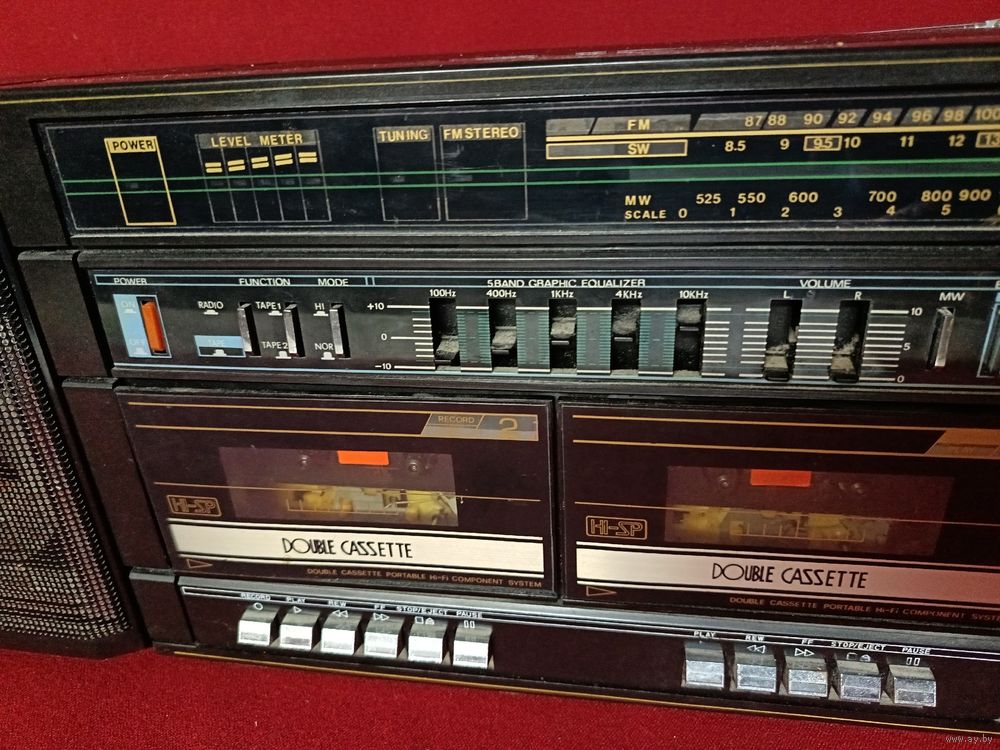 POWER
LEVEL METER
TUNING
FM STEREO
FM 87 88 90 92 94 96 98 100
SW 8.5 9 9.5 10 11 12 13
MW 525 550 600 700 800 900
SCALE 0 1 2 3 4 5
POWER
ON
OFF
FUNCTION
RADIO
TAPE
TAPE1
TAPE2
MODE
HI
NOR
5BAND GRAPHIC EQUALIZER
100Hz 400Hz 1KHz 4KHz 10KHz
+10
0
-10
VOLUME
L R
10
5
0
MW
RECORD 2
HI-SP
DOUBLE CASSETTE
DOUBLE CASSETTE PORTABLE Hi-Fi COMPONENT SYSTEM
HI-SP
DOUBLE CASSETTE
DOUBLE CASSETTE PORTABLE Hi-Fi COMPONENT SYST
RECORD PLAY REW FF STOP/EJECT PAUSE
PLAY REW FF STOP/EJECT PAUSE
www.ay.by